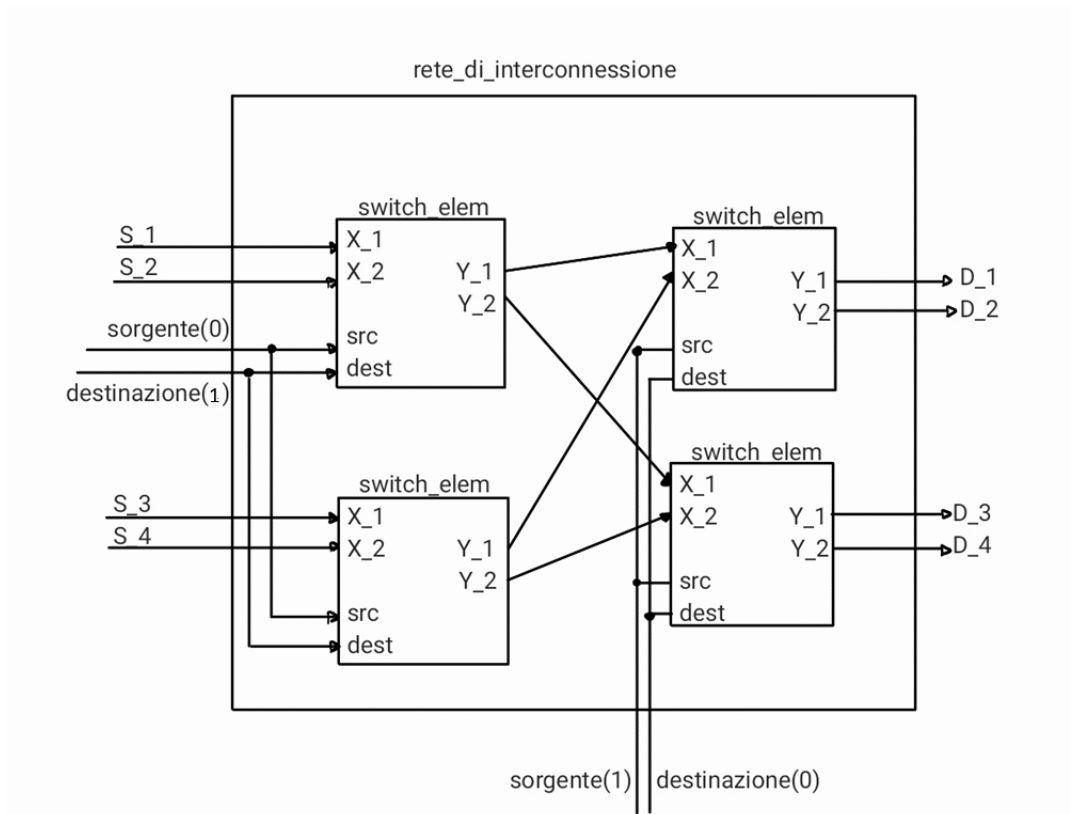 rete_di_interconnessione
switch_elem
S_1
S_2
sorgente(0)
destinazione(1)
X_1
X_2
Y_1
Y_2
src
dest
switch_elem
X_1
X_2
Y_1
Y_2
src
dest
D_1
D_2
switch_elem
S_3
S_4
X_1
X_2
Y_1
Y_2
src
dest
switch_elem
X_1
X_2
Y_1
Y_2
src
dest
D_3
D_4
sorgente(1)
destinazione(0)